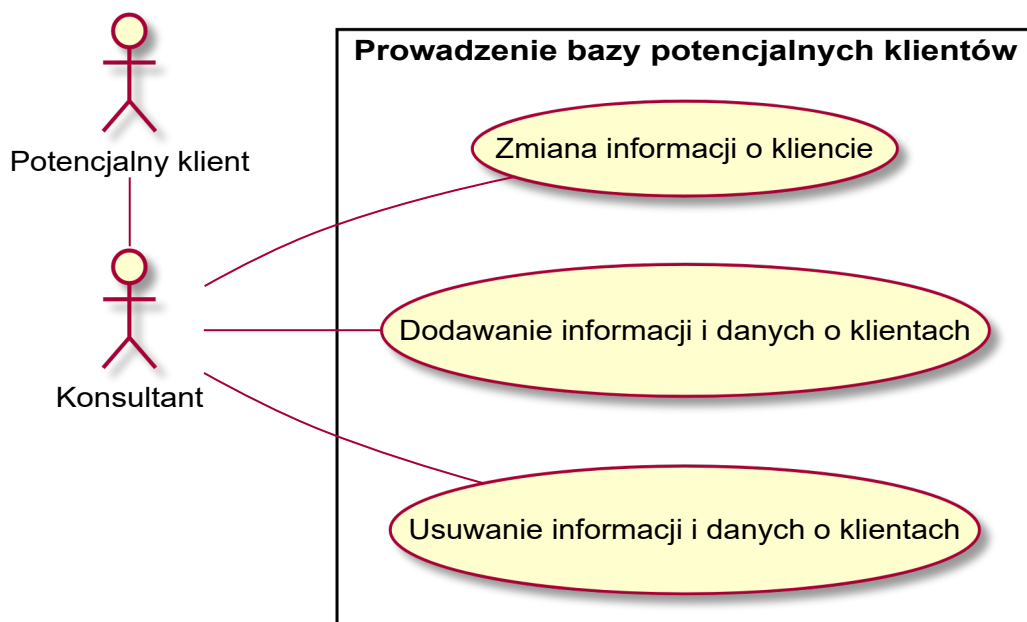 Prowadzenie bazy potencjalnych klientów
Zmiana informacji o kliencie
Potencjalny klient
Dodawanie informacji i danych o klientach
Konsultant
Usuwanie informacji i danych o klientach